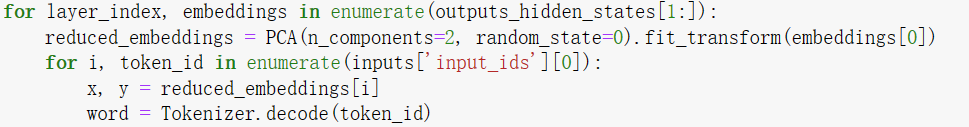 for layer_index, embeddings in enumerate(outputs_hidden_states[1:]):
    reduced_embeddings = PCA(n_components=2, random_state=0).fit_transform(embeddings[0])
    for i, token_id in enumerate(inputs['input_ids'][0]):
        x, y = reduced_embeddings[i]
        word = Tokenizer.decode(token_id)